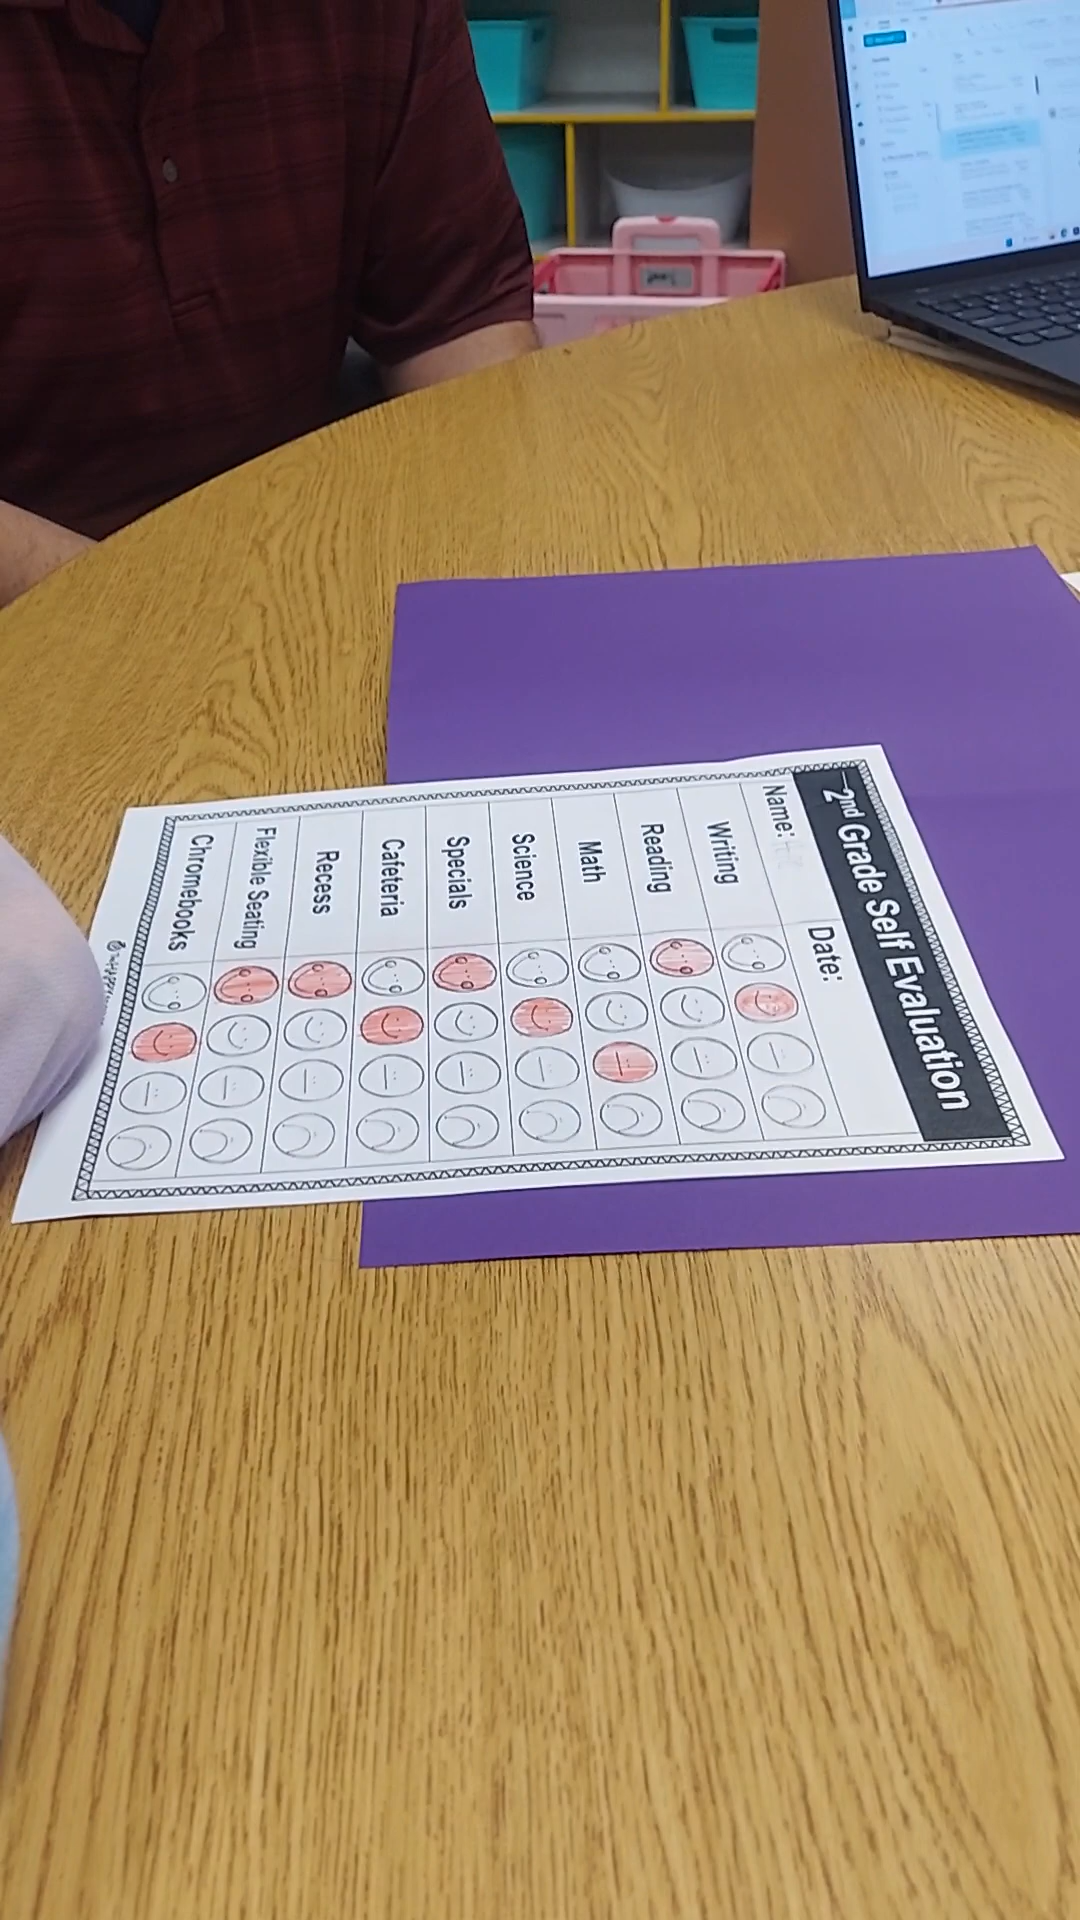 2nd Grade Self Evaluation
Name: Date:
Writing
Reading
Math
Science
Specials
Cafeteria
Recess
Flexible Seating
Chromebooks